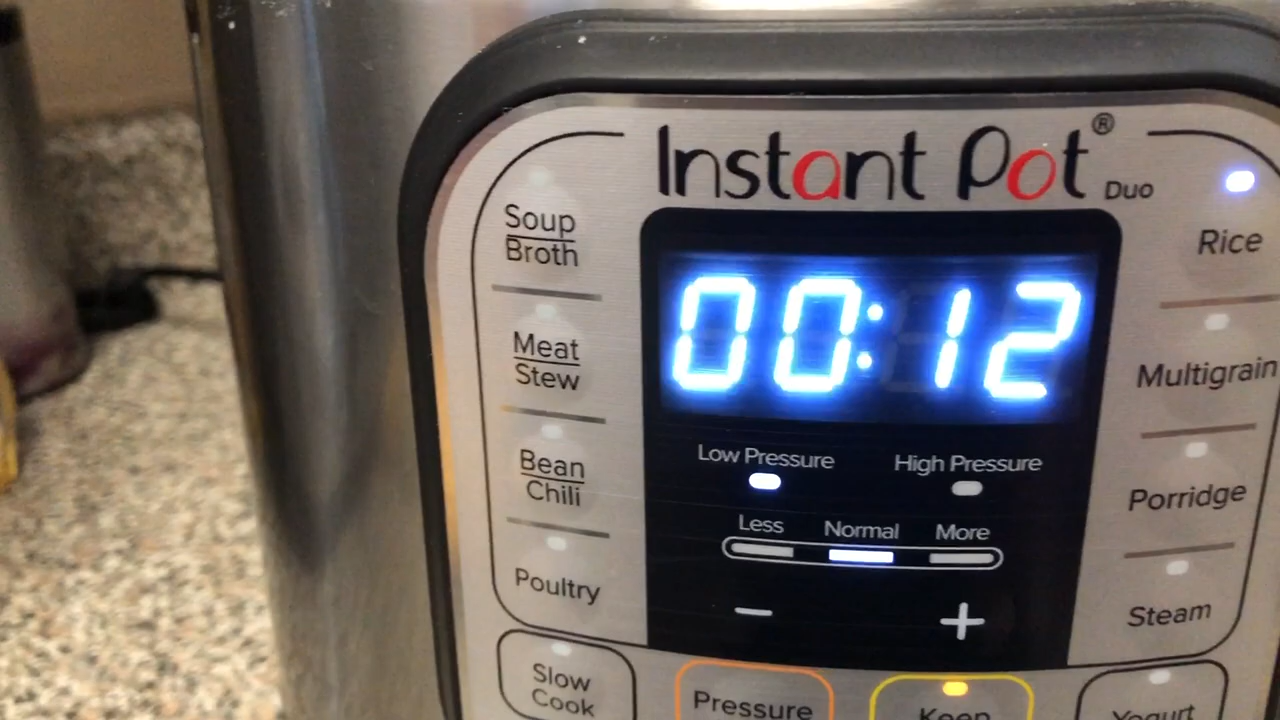 Instant Pot® Duo
Soup
Broth
Meat
Stew
Bean
Chili
Poultry
Slow
Cook
00:12
Low Pressure
High Pressure
Less
Normal
More
−
+
Pressure
Keep
Rice
Multigrain
Porridge
Steam
Yogurt